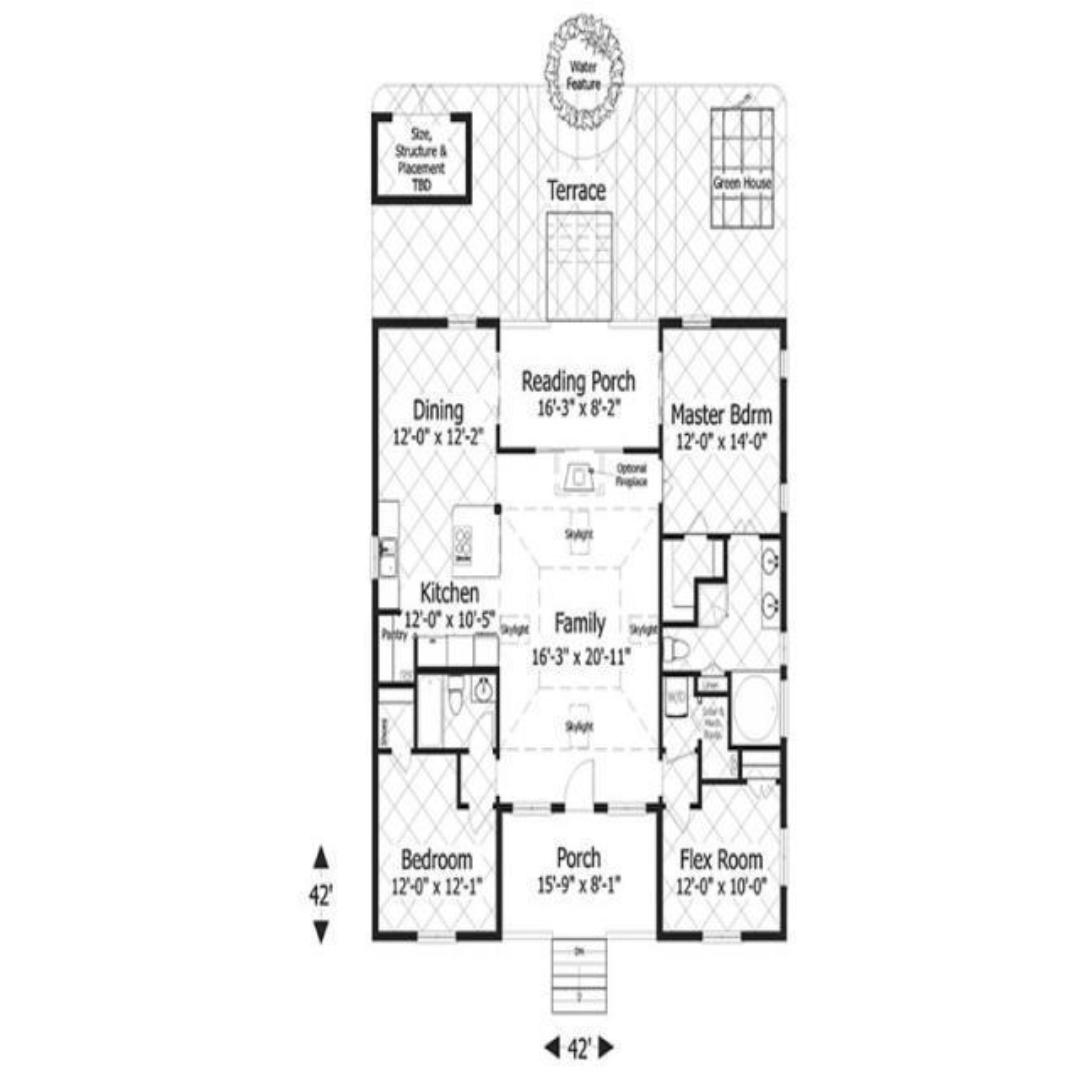 Water
Feature
Size,
Structure &
Placement
TBD
Green House
Terrace
Reading Porch
16'-3" x 8'-2"
Dining
12'-0" x 12'-2"
Master Bdrm
12'-0" x 14'-0"
Optional
Fireplace
Skylight
Kitchen
12'-0" x 10'-5"
Family
16'-3" x 20'-11"
Skylight
Skylight
Pantry
Linen
W/D
Solar &
Mech.
Equip.
Skylight
Shelves
Bedroom
12'-0" x 12'-1"
Porch
15'-9" x 8'-1"
Flex Room
12'-0" x 10'-0"
42'
DN
42'